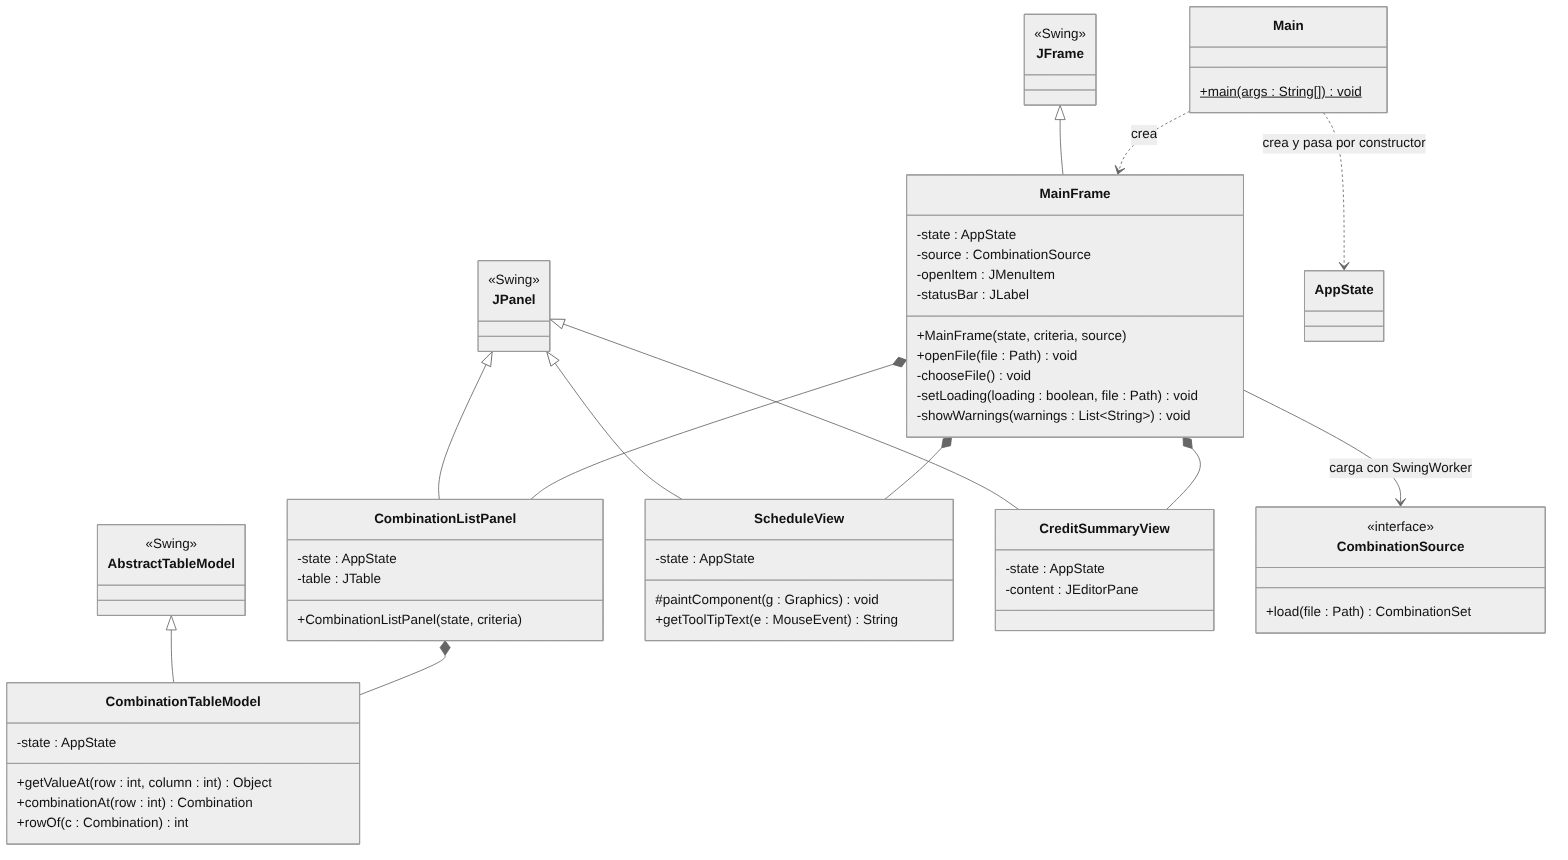 «Swing»
JFrame
Main
+main(args : String[]) : void
crea
crea y pasa por constructor
MainFrame
-state : AppState
-source : CombinationSource
-openItem : JMenuItem
-statusBar : JLabel
+MainFrame(state, criteria, source)
+openFile(file : Path) : void
-chooseFile() : void
-setLoading(loading : boolean, file : Path) : void
-showWarnings(warnings : List<String>) : void
«Swing»
JPanel
AppState
carga con SwingWorker
CombinationListPanel
-state : AppState
-table : JTable
+CombinationListPanel(state, criteria)
ScheduleView
-state : AppState
#paintComponent(g : Graphics) : void
+getToolTipText(e : MouseEvent) : String
CreditSummaryView
-state : AppState
-content : JEditorPane
«interface»
CombinationSource
+load(file : Path) : CombinationSet
«Swing»
AbstractTableModel
CombinationTableModel
-state : AppState
+getValueAt(row : int, column : int) : Object
+combinationAt(row : int) : Combination
+rowOf(c : Combination) : int